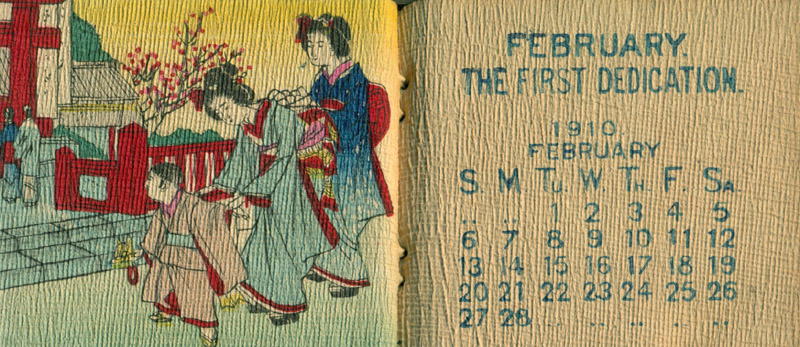 FEBRUARY.
THE FIRST DEDICATION.
1910.
FEBRUARY
S. M. TU. W. TH. F. SA.
.. .. 1 2 3 4 5
6 7 8 9 10 11 12
13 14 15 16 17 18 19
20 21 22 23 24 25 26
27 28 .. .. .. .. ..